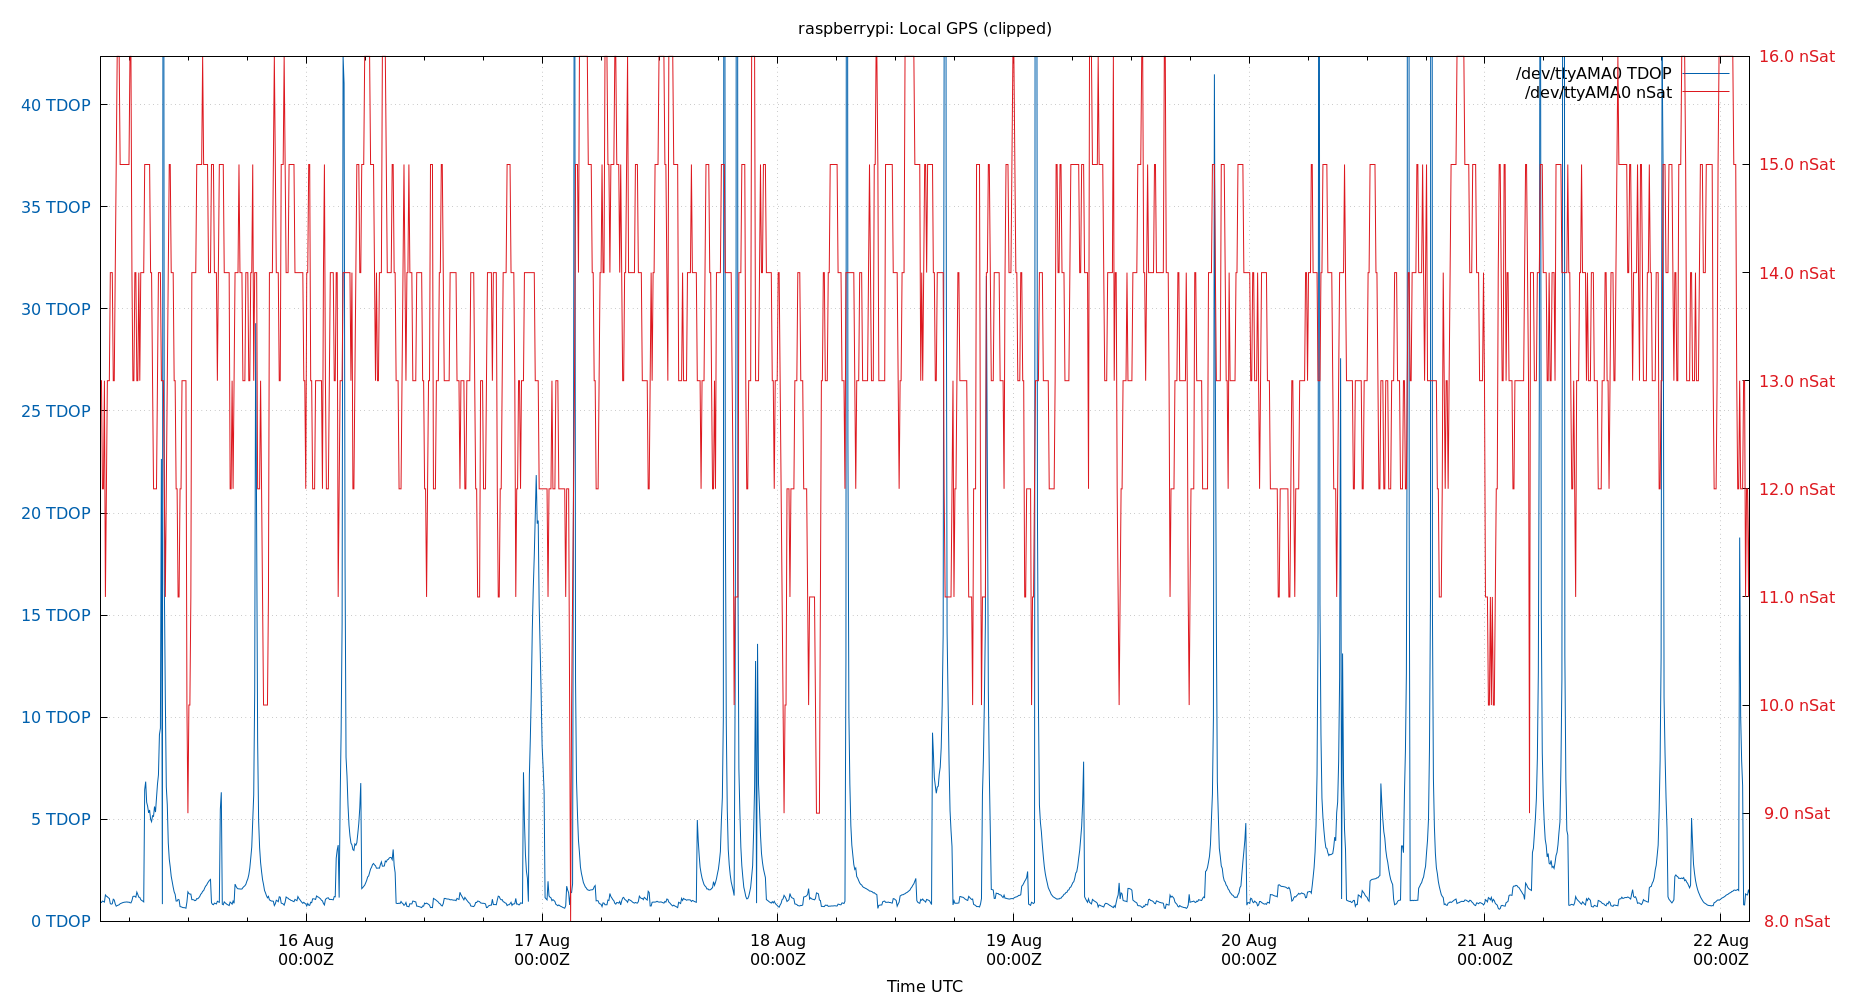 raspberrypi: Local GPS (clipped)
16.0 nSat
/dev/ttyAMA0 TDOP
/dev/ttyAMA0 nSat
40 TDOP
15.0 nSat
35 TDOP
14.0 nSat
30 TDOP
13.0 nSat
25 TDOP
12.0 nSat
20 TDOP
11.0 nSat
15 TDOP
10.0 nSat
10 TDOP
9.0 nSat
5 TDOP
0 TDOP
8.0 nSat
16 Aug 17 Aug 18 Aug 19 Aug 20 Aug 21 Aug 22 Aug
00:00Z 00:00Z 00:00Z 00:00Z 00:00Z 00:00Z 00:00Z
Time UTC